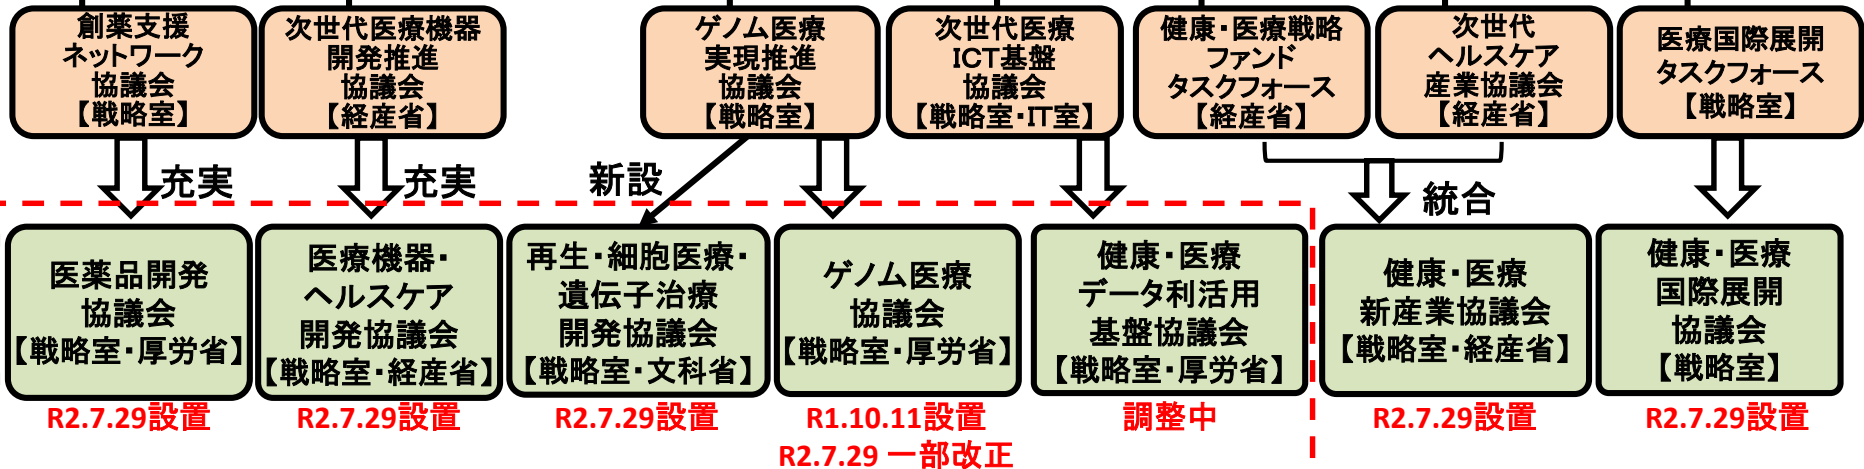 創薬支援
ネットワーク
協議会
【戦略室】
次世代医療機器
開発推進
協議会
【経産省】
ゲノム医療
実現推進
協議会
【戦略室】
次世代医療
ICT基盤
協議会
【戦略室・IT室】
健康・医療戦略
ファンド
タスクフォース
【経産省】
次世代
ヘルスケア
産業協議会
【経産省】
医療国際展開
タスクフォース
【戦略室】
充実
充実
新設
統合
医薬品開発
協議会
【戦略室・厚労省】
医療機器・
ヘルスケア
開発協議会
【戦略室・経産省】
再生・細胞医療・
遺伝子治療
開発協議会
【戦略室・文科省】
ゲノム医療
協議会
【戦略室・厚労省】
健康・医療
データ利活用
基盤協議会
【戦略室・厚労省】
健康・医療
新産業協議会
【戦略室・経産省】
健康・医療
国際展開
協議会
【戦略室】
R2.7.29設置
R2.7.29設置
R2.7.29設置
R1.10.11設置
R2.7.29 一部改正
調整中
R2.7.29設置
R2.7.29設置